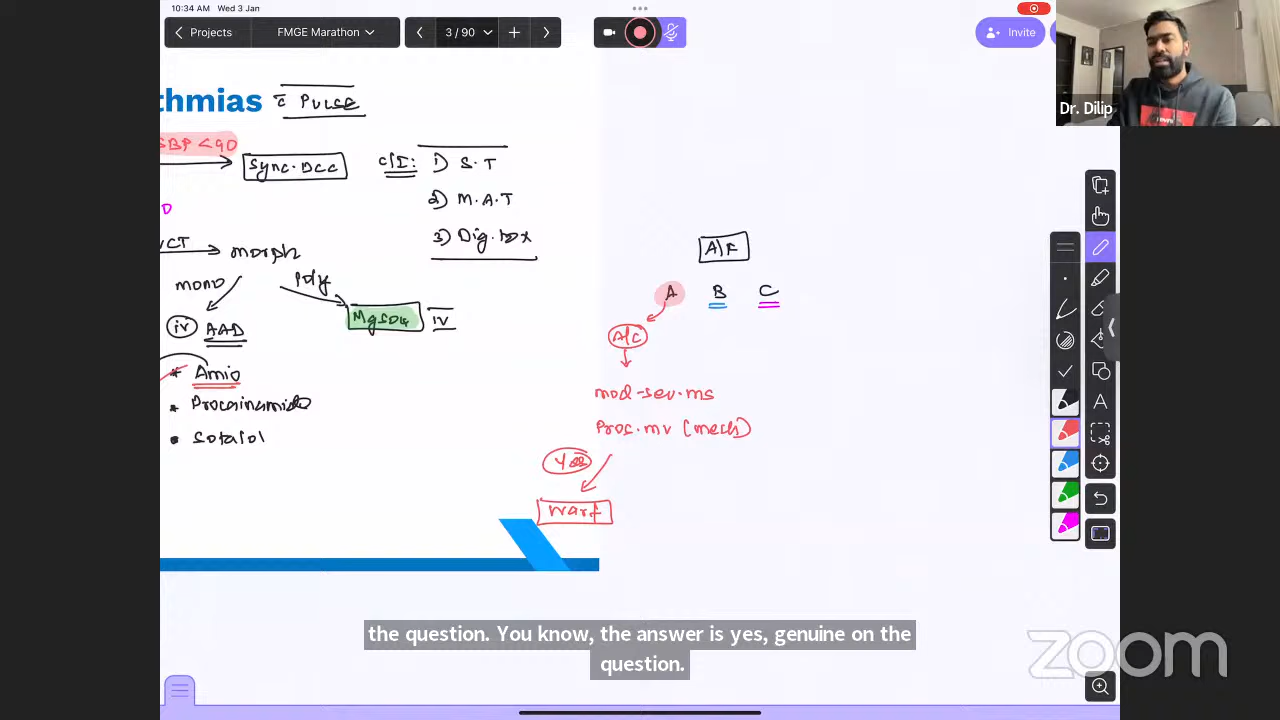 10:34 AM Wed 3 Jan
Projects
FMGE Marathon
3 / 90
Invite
Dr. Dilip
thmias c̄ Pulse
SBP <90
Sync. DCC
C/I: 1) S.T
2) M.A.T
3) Dig. tox
VCT
morph
mono
Poly
MgSO4 IV
iv AAD
* Amio
* Procainamide
* Sotalol
A/F
A B C
A/C
mod-sev. ms
Pros. mv (mech)
Yes
Warf
the question. You know, the answer is yes, genuine on the
question.
zoom